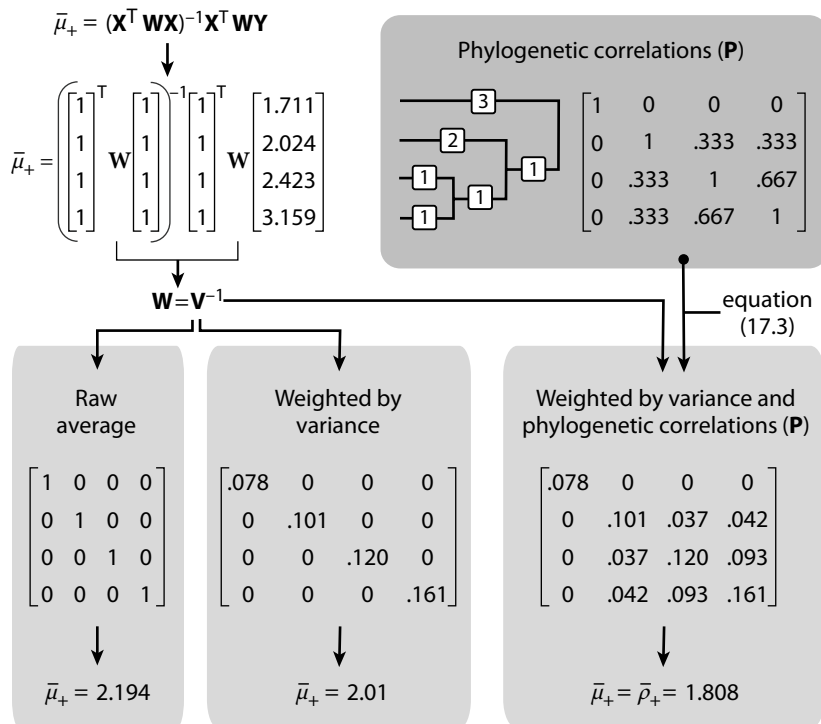 μ̄₊ = (XᵀWX)⁻¹XᵀWY
μ̄₊ = ( [1 1 1 1]ᵀ W [1 1 1 1] )⁻¹ [1 1 1 1]ᵀ W [1.711 2.024 2.423 3.159]
W=V⁻¹
Phylogenetic correlations (P)
3
2
1
1
1
1
1 0 0 0
0 1 .333 .333
0 .333 1 .667
0 .333 .667 1
equation
(17.3)
Raw
average
1 0 0 0
0 1 0 0
0 0 1 0
0 0 0 1
μ̄₊ = 2.194
Weighted by
variance
.078 0 0 0
0 .101 0 0
0 0 .120 0
0 0 0 .161
μ̄₊ = 2.01
Weighted by variance and
phylogenetic correlations (P)
.078 0 0 0
0 .101 .037 .042
0 .037 .120 .093
0 .042 .093 .161
μ̄₊ = ρ̄₊ = 1.808